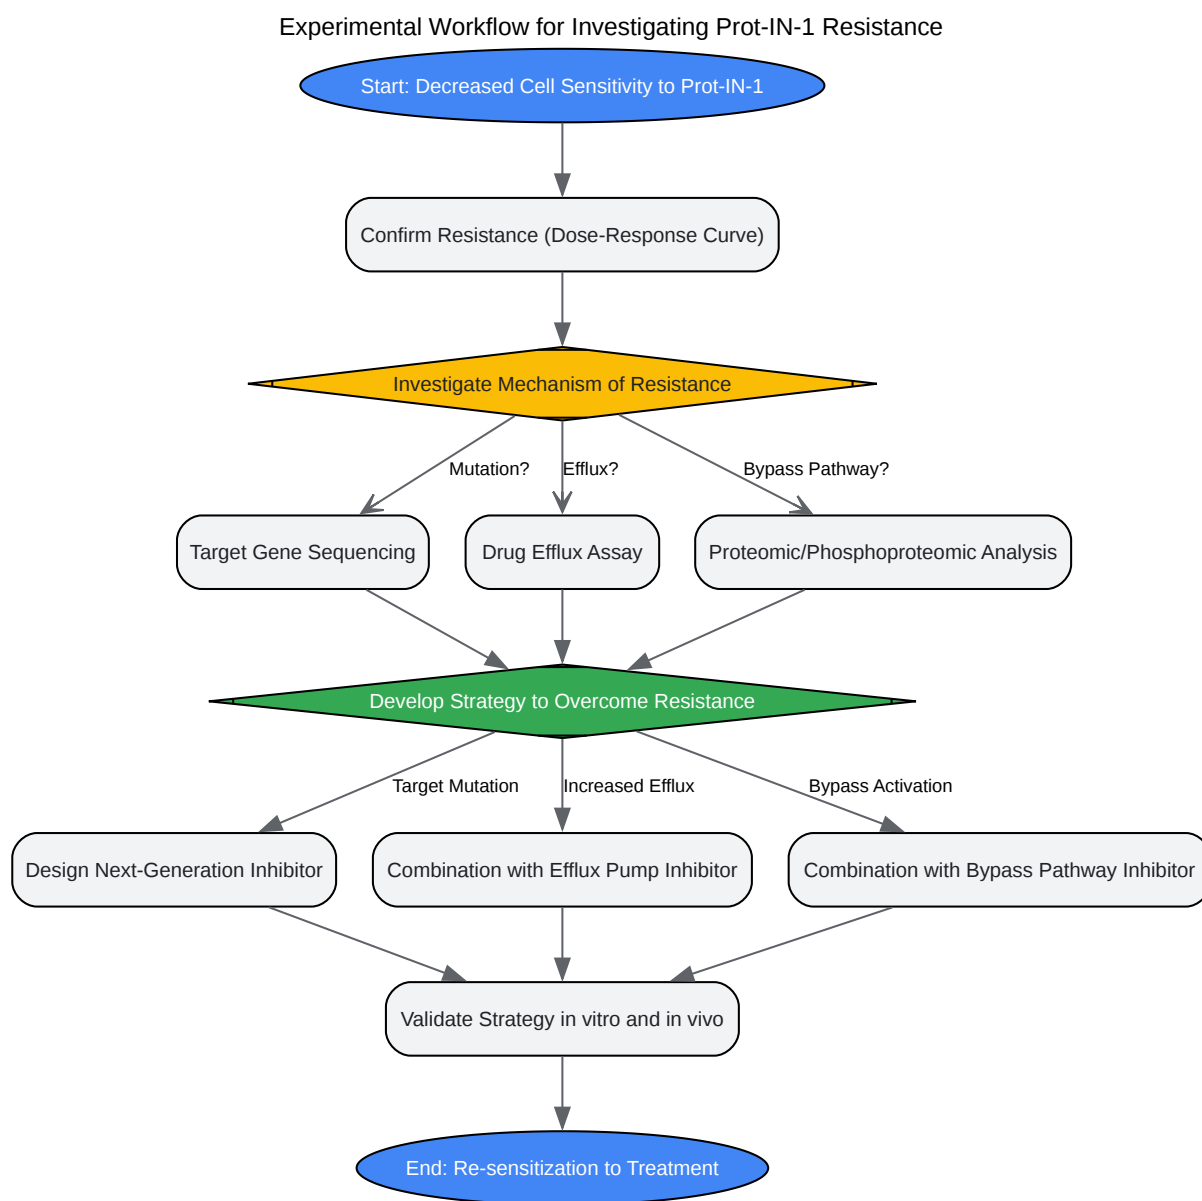 Experimental Workflow for Investigating Prot-IN-1 Resistance
Start: Decreased Cell Sensitivity to Prot-IN-1
Confirm Resistance (Dose-Response Curve)
Investigate Mechanism of Resistance
Mutation?
Efflux?
Bypass Pathway?
Target Gene Sequencing
Drug Efflux Assay
Proteomic/Phosphoproteomic Analysis
Develop Strategy to Overcome Resistance
Target Mutation
Increased Efflux
Bypass Activation
Design Next-Generation Inhibitor
Combination with Efflux Pump Inhibitor
Combination with Bypass Pathway Inhibitor
Validate Strategy in vitro and in vivo
End: Re-sensitization to Treatment